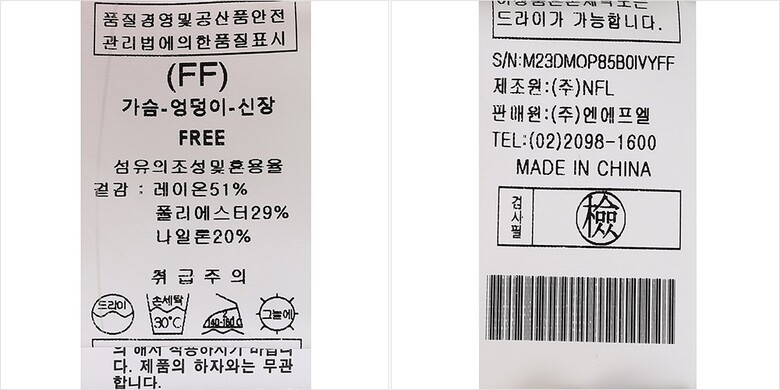 품질경영및공산품안전
관리법에의한품질표시
(FF)
가슴-엉덩이-신장
FREE
섬유의조성및혼용율
겉감 : 레이온51%
폴리에스터29%
나일론20%
취 급 주 의
드라이
손세탁
30℃
140-160℃
그늘에
다. 제품의 하자와는 무관
합니다.
드라이가 가능합니다.
S/N:M23DMOP85B0IVYFF
제조원:(주)NFL
판매원:(주)엔에프엘
TEL:(02)2098-1600
MADE IN CHINA
검사필
檢